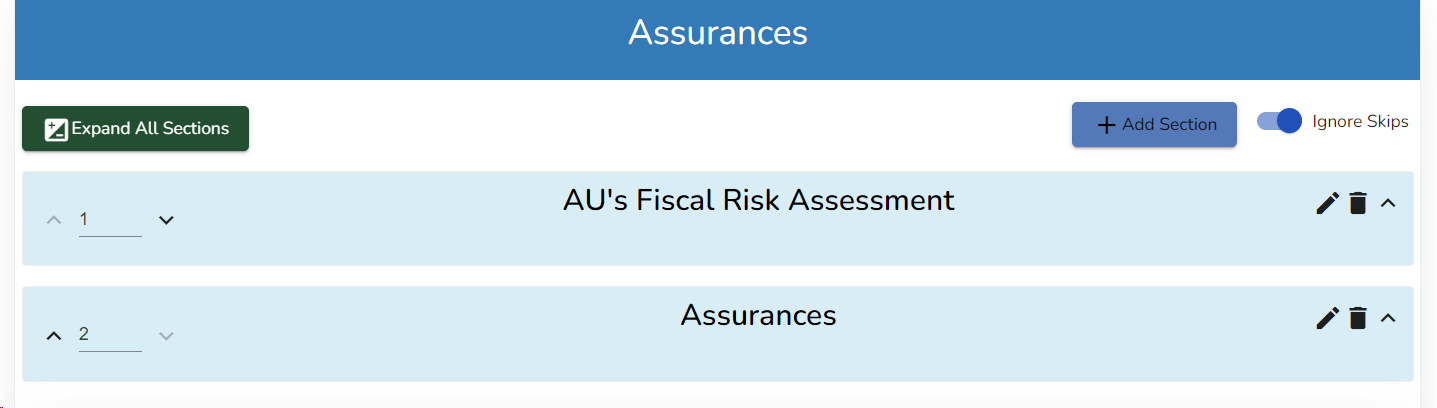 Assurances
Expand All Sections
Add Section
Ignore Skips
AU's Fiscal Risk Assessment
1
Assurances
2